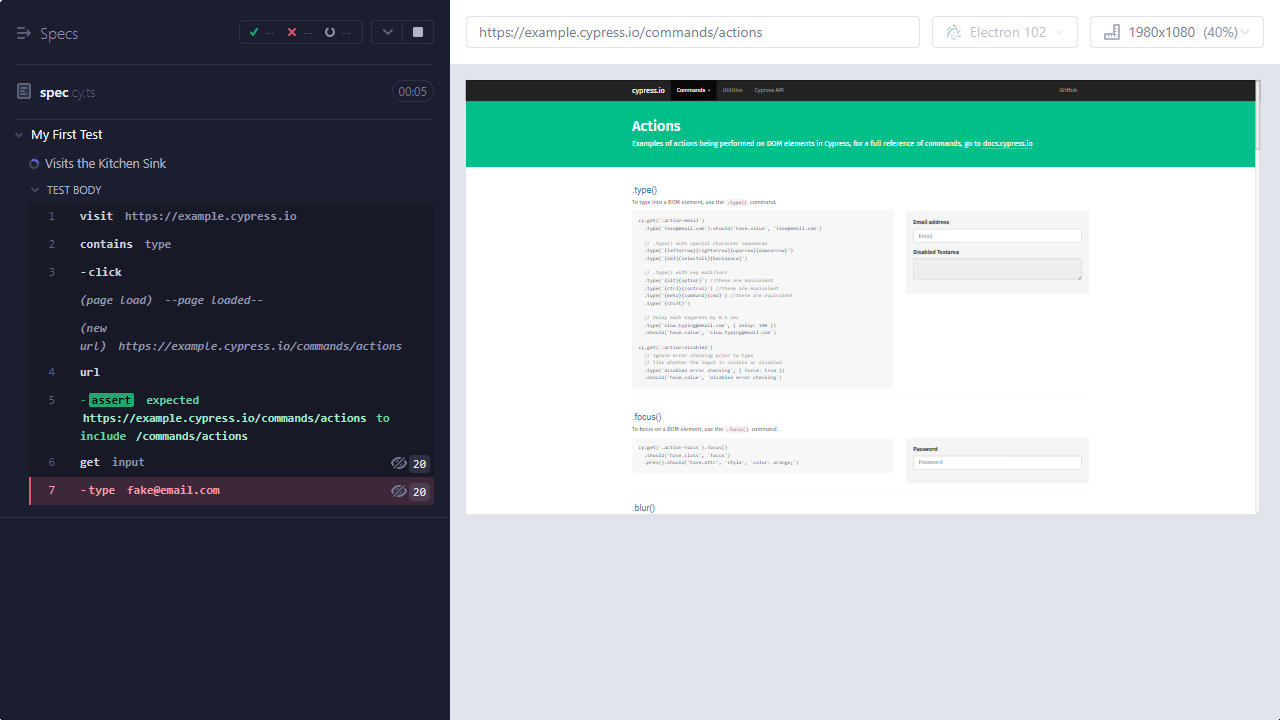 Specs
-- -- --
https://example.cypress.io/commands/actions
Electron 102
1980x1080 (40%)
spec.cy.ts
00:05
My First Test
Visits the Kitchen Sink
TEST BODY
1 visit https://example.cypress.io
2 contains type
3 -click
(page load) --page loaded--
(new
url) https://example.cypress.io/commands/actions
4 url
5 -assert expected
https://example.cypress.io/commands/actions to
include /commands/actions
6 get input 20
7 -type fake@email.com 20
cypress.io Commands Utilities Cypress API GitHub
Actions
Examples of actions being performed on DOM elements in Cypress, for a full reference of commands, go to docs.cypress.io
.type()
To type into a DOM element, use the .type() command.
cy.get('.action-email')
.type('fake@email.com').should('have.value', 'fake@email.com')
// .type() with special character sequences
.type('{leftarrow}{rightarrow}{uparrow}{downarrow}')
.type('{del}{selectall}{backspace}')
// .type() with key modifiers
.type('{alt}{option}') //these are equivalent
.type('{ctrl}{control}') //these are equivalent
.type('{meta}{command}{cmd}') //these are equivalent
.type('{shift}')
// Delay each keypress by 0.1 sec
.type('slow.typing@email.com', { delay: 100 })
.should('have.value', 'slow.typing@email.com')
cy.get('.action-disabled')
// Ignore error checking prior to type
// like whether the input is visible or disabled
.type('disabled error checking', { force: true })
.should('have.value', 'disabled error checking')
Email address
Email
Disabled Textarea
.focus()
To focus on a DOM element, use the .focus() command.
cy.get('.action-focus').focus()
.should('have.class', 'focus')
.prev().should('have.attr', 'style', 'color: orange;')
Password
Password
.blur()